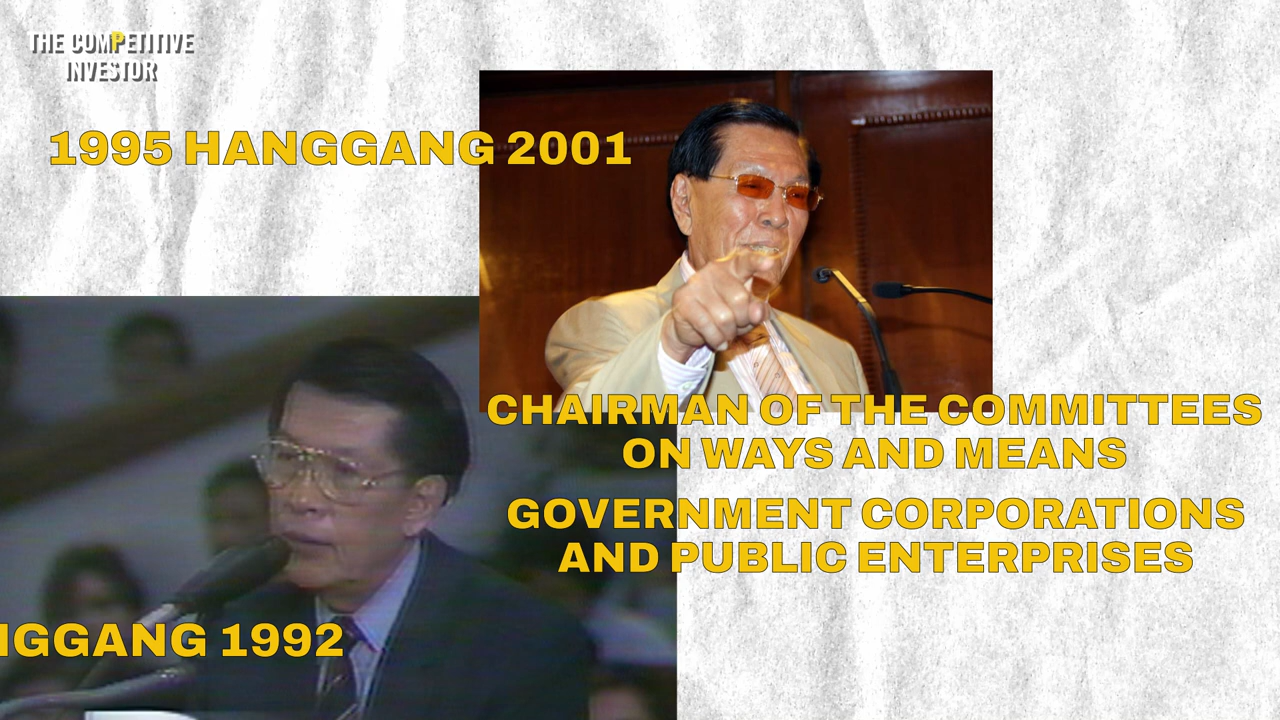 THE COMPETITIVE
INVESTOR
1995 HANGGANG 2001
CHAIRMAN OF THE COMMITTEES
ON WAYS AND MEANS
GOVERNMENT CORPORATIONS
AND PUBLIC ENTERPRISES
1992